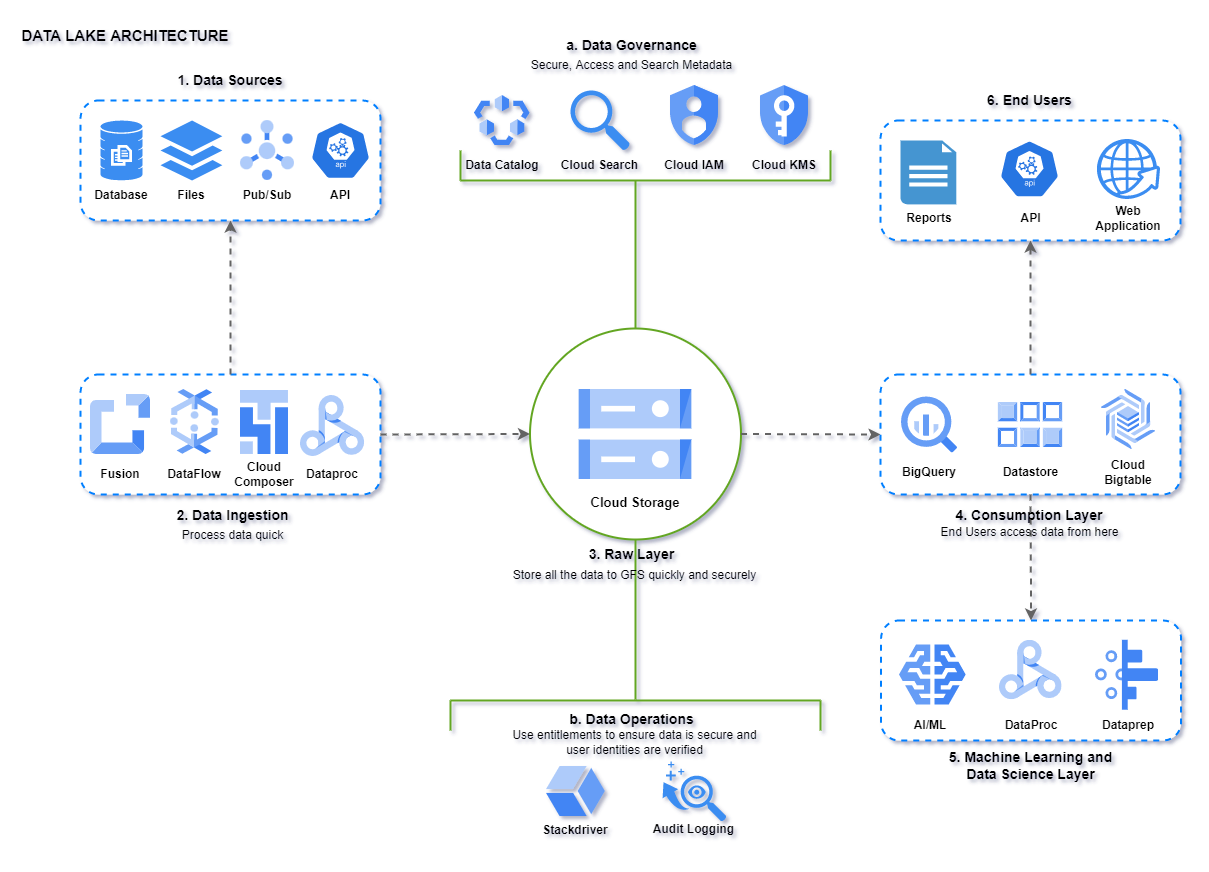 DATA LAKE ARCHITECTURE
1. Data Sources
Database
Files
Pub/Sub
api
API
a. Data Governance
Secure, Access and Search Metadata
Data Catalog
Cloud Search
Cloud IAM
Cloud KMS
6. End Users
Reports
api
API
Web
Application
Fusion
DataFlow
Cloud
Composer
Dataproc
2. Data Ingestion
Process data quick
Cloud Storage
3. Raw Layer
Store all the data to GFS quickly and securely
BigQuery
Datastore
Cloud
Bigtable
4. Consumption Layer
End Users access data from here
AI/ML
DataProc
Dataprep
5. Machine Learning and
Data Science Layer
b. Data Operations
Use entitlements to ensure data is secure and
user identities are verified
Stackdriver
Audit Logging